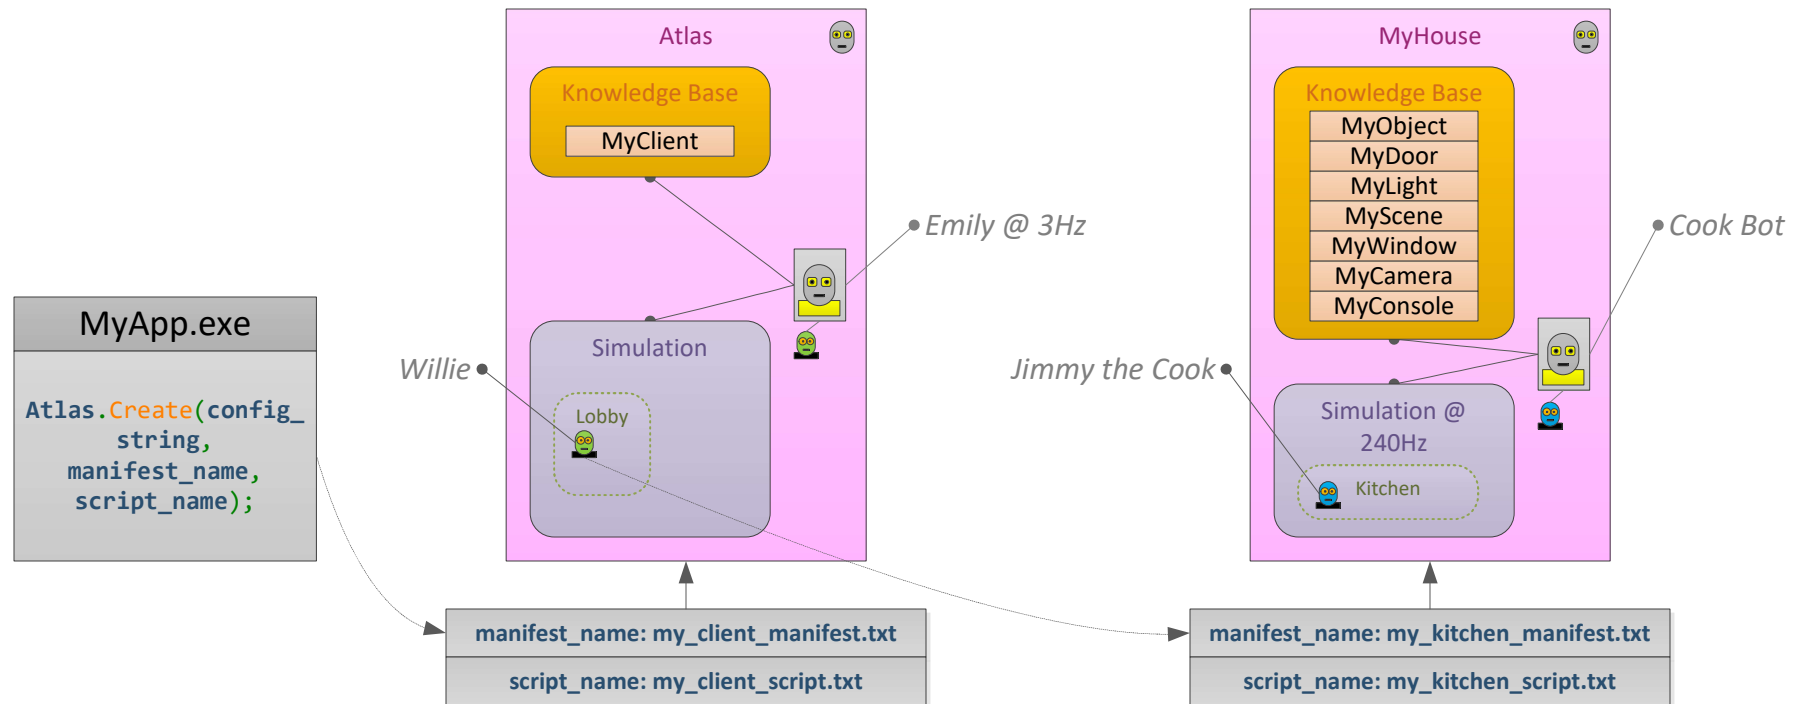 MyApp.exe
Atlas.Create(config_
string,
manifest_name,
script_name);
Atlas
Knowledge Base
MyClient
Emily @ 3Hz
Simulation
Willie
Lobby
manifest_name: my_client_manifest.txt
script_name: my_client_script.txt
MyHouse
Knowledge Base
MyObject
MyDoor
MyLight
MyScene
MyWindow
MyCamera
MyConsole
Cook Bot
Jimmy the Cook
Simulation @
240Hz
Kitchen
manifest_name: my_kitchen_manifest.txt
script_name: my_kitchen_script.txt